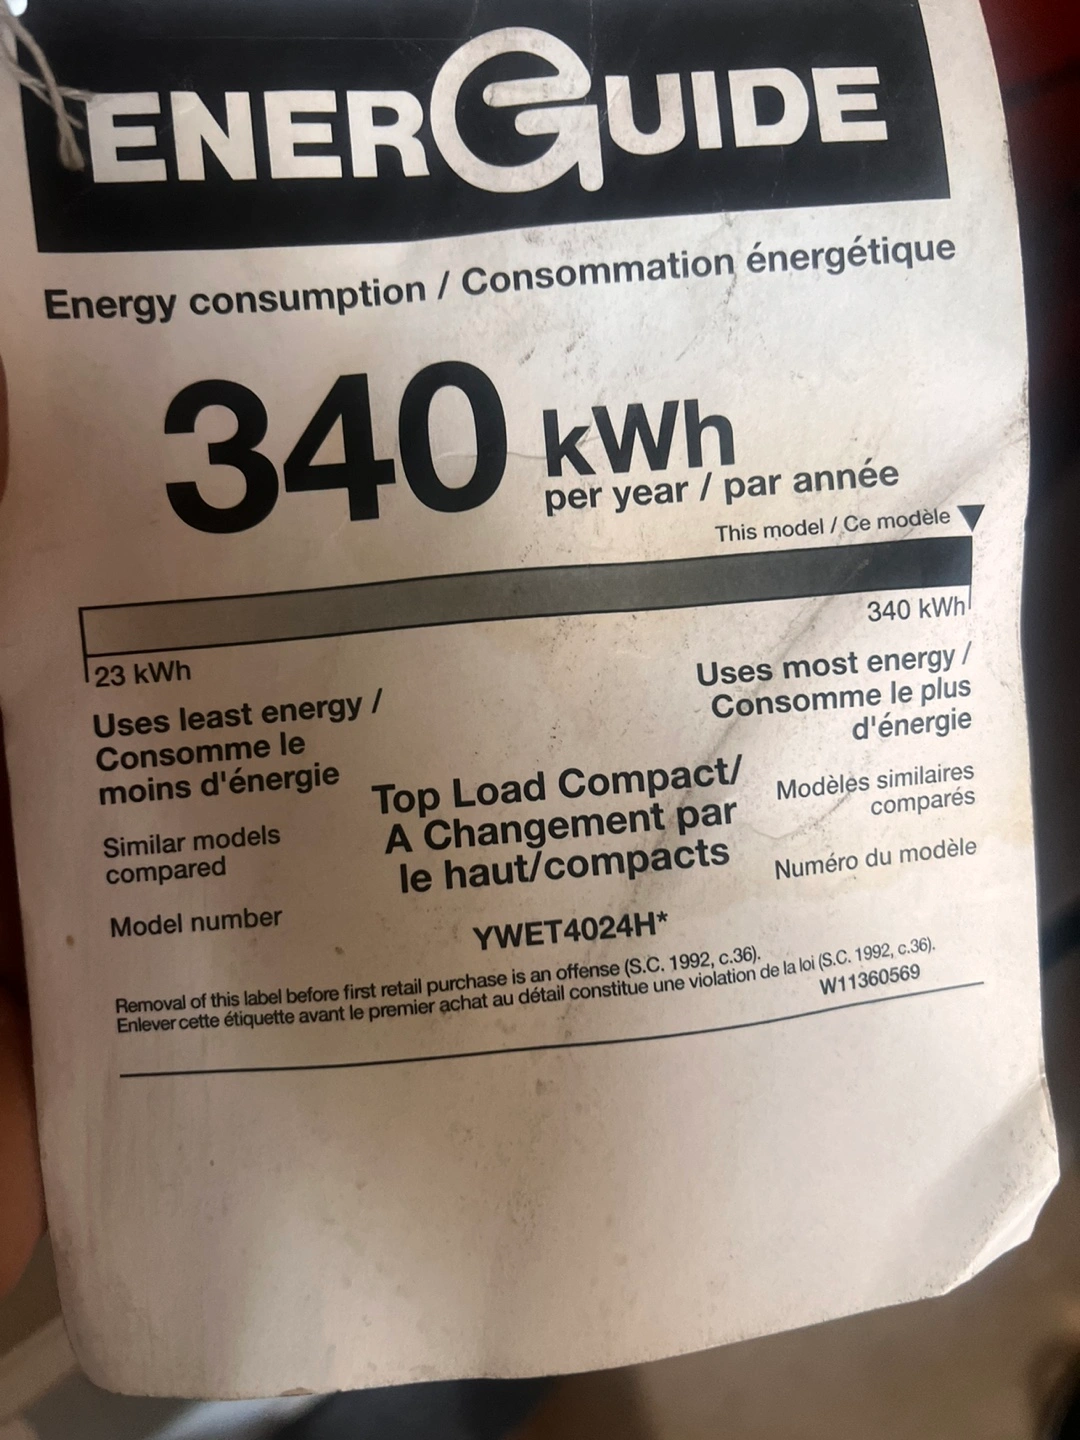 ENERGUIDE
Energy consumption / Consommation énergétique
340 kWh
per year / par année
This model / Ce modèle
340 kWh
23 kWh
Uses most energy /
Consomme le plus
d'énergie
Uses least energy /
Consomme le
moins d'énergie
Top Load Compact/
A Changement par
le haut/compacts
Modèles similaires
comparés
Similar models
compared
Numéro du modèle
Model number
YWET4024H*
Removal of this label before first retail purchase is an offense (S.C. 1992, c.36).
Enlever cette étiquette avant le premier achat au détail constitue une violation de la loi (S.C. 1992, c.36).
W11360569